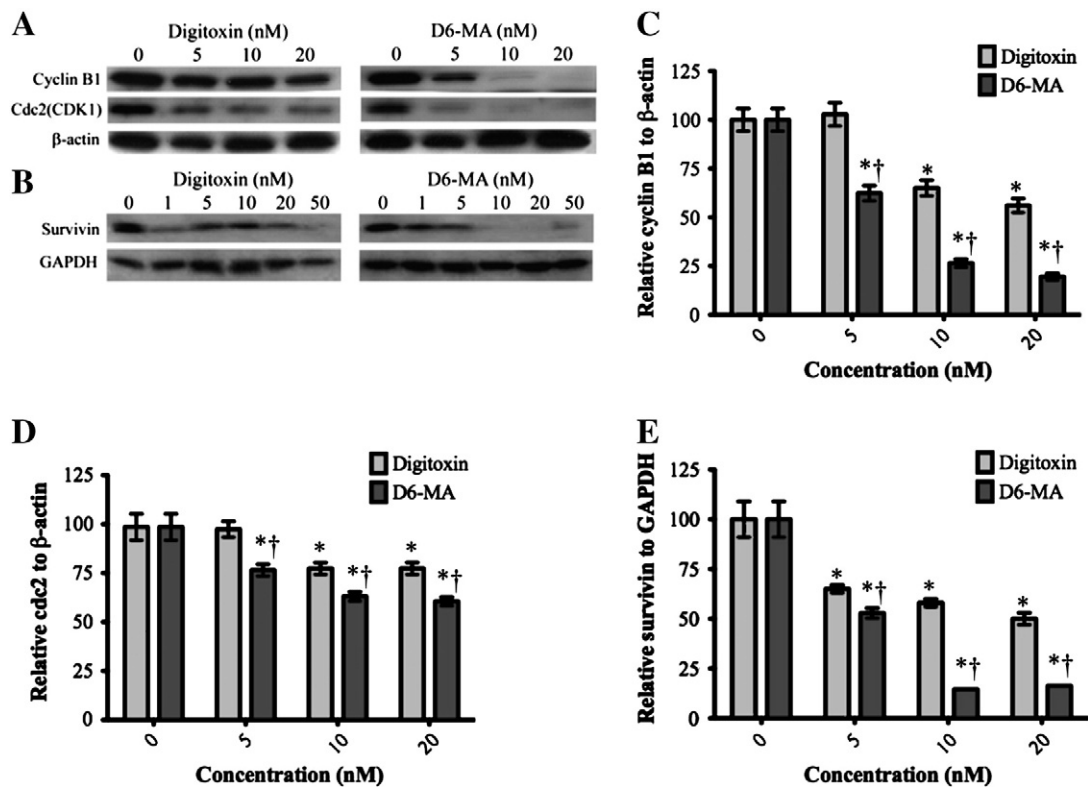 A
Digitoxin (nM)
D6-MA (nM)
0 5 10 20
0 5 10 20
Cyclin B1
Cdc2(CDK1)
β-actin
B
Digitoxin (nM)
D6-MA (nM)
0 1 5 10 20 50
0 1 5 10 20 50
Survivin
GAPDH
C
Digitoxin
D6-MA
Relative cyclin B1 to β-actin
125
100
75
50
25
0
*†
*
*†
*
*†
0 5 10 20
Concentration (nM)
D
Digitoxin
D6-MA
Relative cdc2 to β-actin
125
100
75
50
25
0
*†
*
*†
*
*†
0 5 10 20
Concentration (nM)
E
Digitoxin
D6-MA
Relative survivin to GAPDH
125
100
75
50
25
0
*
*†
*
*†
*
*†
0 5 10 20
Concentration (nM)